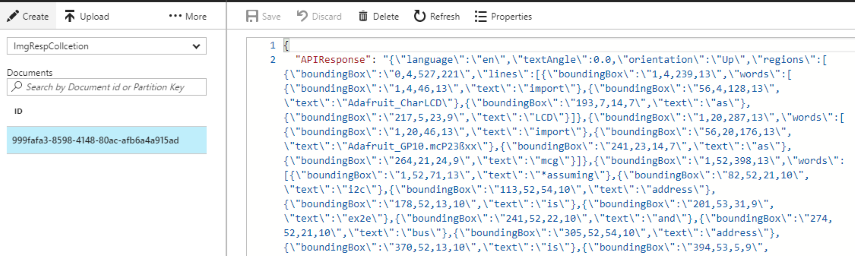 Create
Upload
More
Save
Discard
Delete
Refresh
Properties
ImgRespCollcetion
Documents
Search by Document id or Partition Key
ID
999fafa3-8598-4148-80ac-afb6a4a915ad
1 {
2 "APIResponse": "{\"language\":\"en\",\"textAngle\":0.0,\"orientation\":\"Up\",\"regions\":[
{\"boundingBox\":\"0,4,527,221\",\"lines\":[{\"boundingBox\":\"1,4,239,13\",\"words\":[
{\"boundingBox\":\"1,4,46,13\",\"text\":\"import\"},{\"boundingBox\":\"56,4,128,13\",
\"text\":\"Adafruit_CharLCD\"},{\"boundingBox\":\"193,7,14,7\",\"text\":\"as\"},
{\"boundingBox\":\"217,5,23,9\",\"text\":\"LCD\"}]},{\"boundingBox\":\"1,20,287,13\",\"words\":[
{\"boundingBox\":\"1,20,46,13\",\"text\":\"import\"},{\"boundingBox\":\"56,20,176,13\",
\"text\":\"Adafruit_GP10.mcP238xx\"},{\"boundingBox\":\"241,23,14,7\",\"text\":\"as\"},
{\"boundingBox\":\"264,21,24,9\",\"text\":\"mcg\"}]},{\"boundingBox\":\"1,52,398,13\",\"words\":
[{\"boundingBox\":\"1,52,71,13\",\"text\":\"*assuming\"},{\"boundingBox\":\"82,52,21,10\",
\"text\":\"i2c\"},{\"boundingBox\":\"113,52,54,10\",\"text\":\"address\"},
{\"boundingBox\":\"178,52,13,10\",\"text\":\"is\"},{\"boundingBox\":\"201,53,31,9\",
\"text\":\"ex2e\"},{\"boundingBox\":\"241,52,22,10\",\"text\":\"and\"},{\"boundingBox\":\"274,
52,21,10\",\"text\":\"bus\"},{\"boundingBox\":\"305,52,54,10\",\"text\":\"address\"},
{\"boundingBox\":\"370,52,13,10\",\"text\":\"is\"},{\"boundingBox\":\"394,53,5,9\",